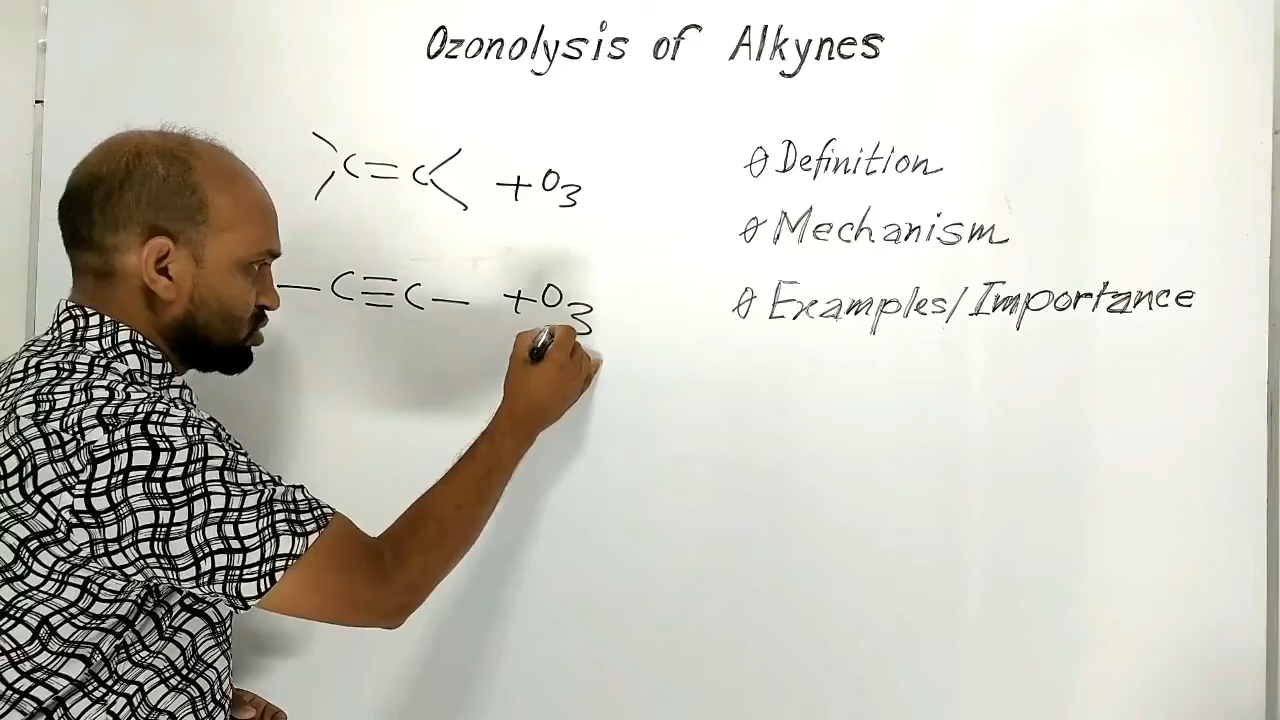 Ozonolysis of Alkynes
C=C +O3
—C≡C— +O3
Definition
Mechanism
Examples/Importance